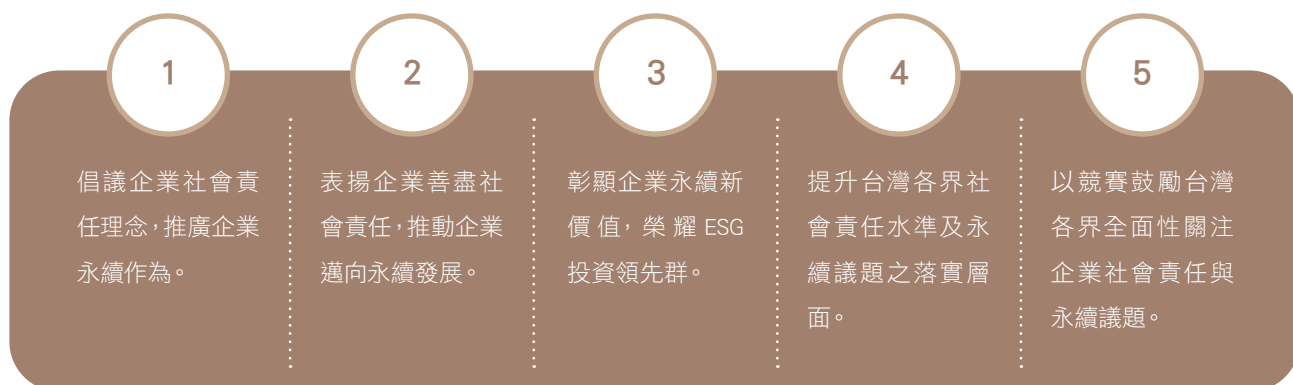 1
倡議企業社會責
任理念，推廣企業
永續作為。
2
表揚企業善盡社
會責任，推動企業
邁向永續發展。
3
彰顯企業永續新
價值，榮耀 ESG
投資領先群。
4
提升台灣各界社
會責任水準及永
續議題之落實層
面。
5
以競賽鼓勵台灣
各界全面性關注
企業社會責任與
永續議題。